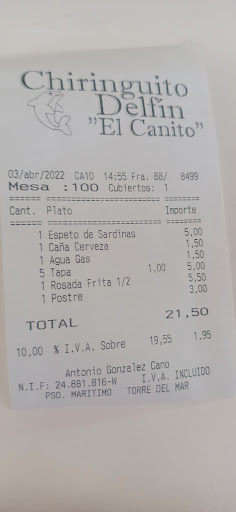 Chiringuito
Delfín
"El Canito"
03/abr/2022 CA10 14:55 Fra. BB/ 8499
Mesa :100 Cubiertos: 1
Cant. Plato Importe
1 Espeto de Sardinas 5,00
1 Caña Cerveza 1,50
1 Agua Gas 1,50
5 Tapa 1,00 5,00
1 Rosada Frita 1/2 5,50
1 Postre 3,00
TOTAL 21,50
10,00 % I.V.A. Sobre 19,55 1,95
Antonio Gonzalez Cano
N.I.F: 24.881.816-W I.V.A. INCLUIDO
PSO. MARITIMO TORRE DEL MAR